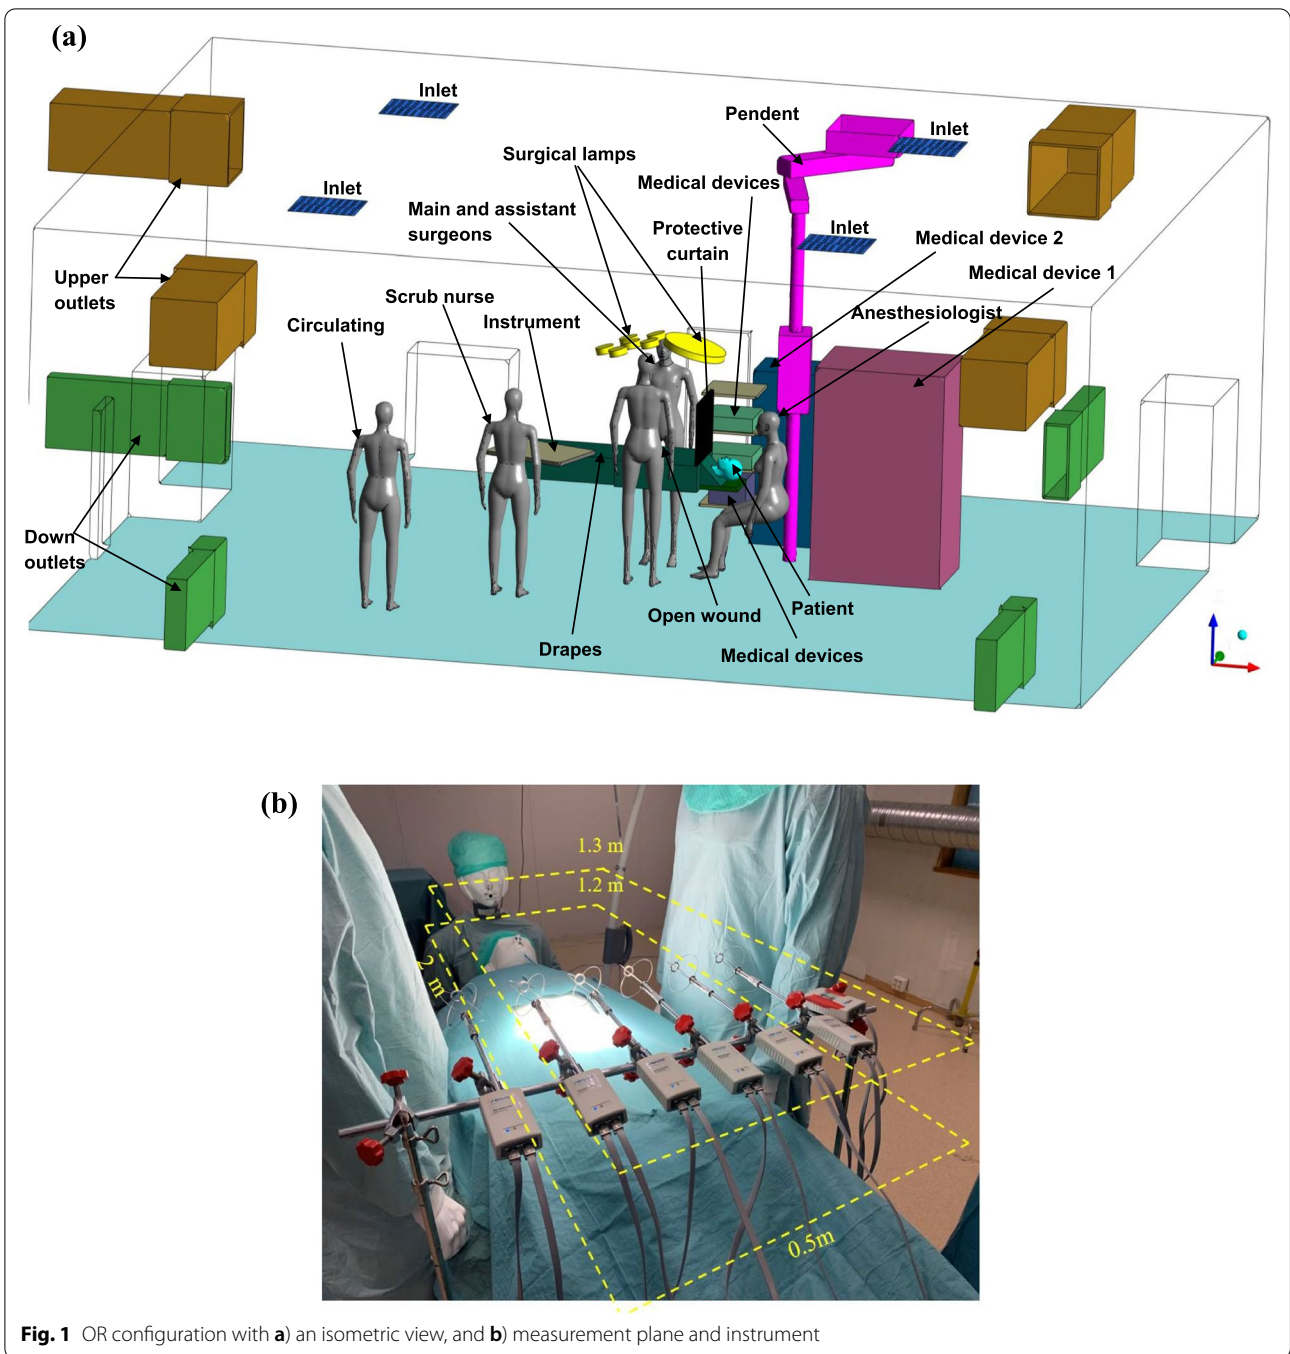 (a)
Inlet
Pendent
Inlet
Surgical lamps
Medical devices
Inlet
Main and assistant
surgeons
Protective
curtain
Inlet
Medical device 2
Medical device 1
Upper
outlets
Scrub nurse
Instrument
Anesthesiologist
Circulating
Down
outlets
Open wound
Patient
Drapes
Medical devices
(b)
1.3 m
1.2 m
2 m
0.5m
Fig. 1 OR configuration with a) an isometric view, and b) measurement plane and instrument